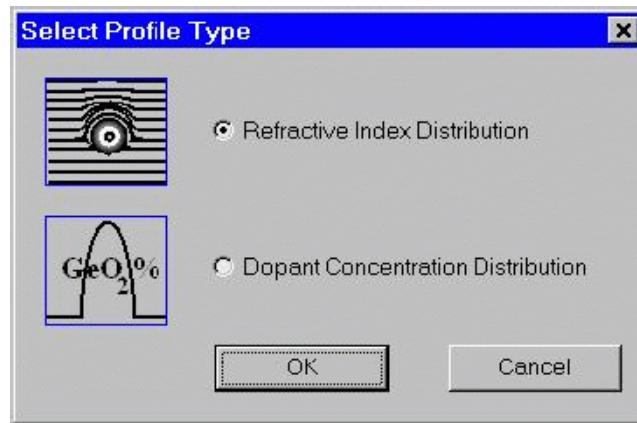 Select Profile Type
Refractive Index Distribution
GeO2%
Dopant Concentration Distribution
OK
Cancel